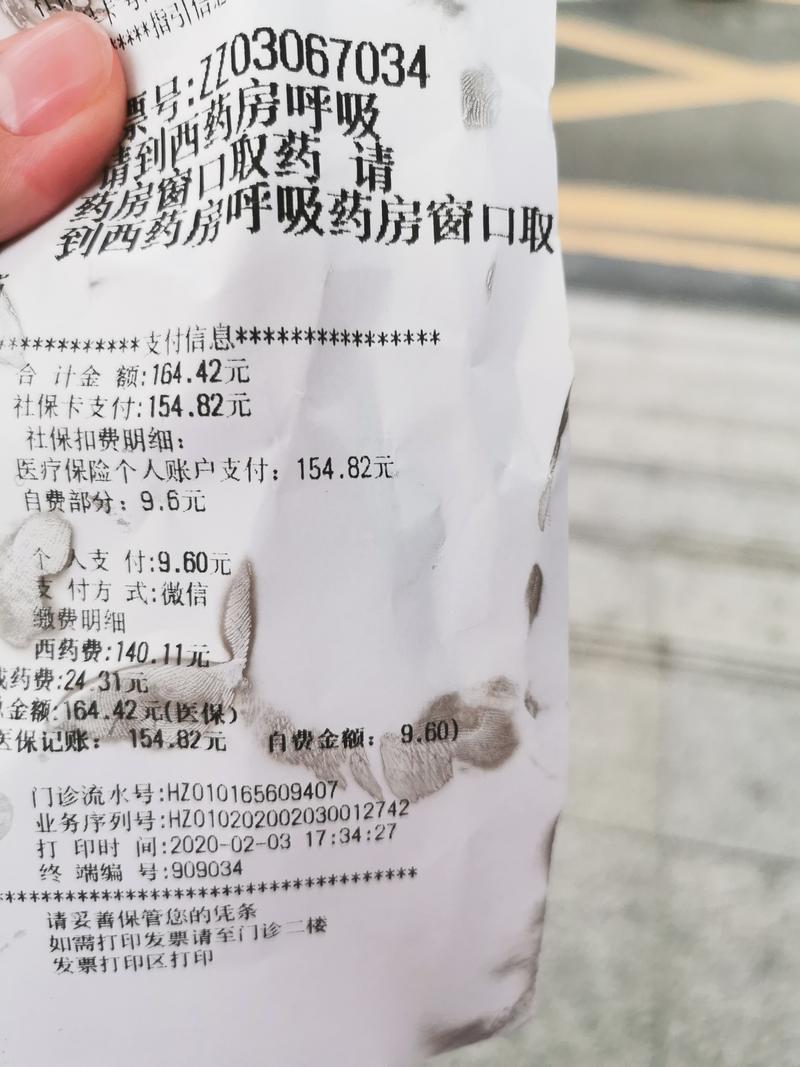 *****指引信息
票号:ZZ03067034
请到西药房呼吸
药房窗口取药 请
到西药房呼吸药房窗口取
************支付信息****************
合 计金 额:164.42元
社保卡支付:154.82元
社保扣费明细:
医疗保险个人账户支付: 154.82元
自费部分: 9.6元
个 人支 付:9.60元
支 付方 式:微信
缴费明细
西药费:140.11元
成药费:24.31元
金额:164.42元(医保)
医保记账: 154.82元 自费金额: 9.60)
门诊流水号:HZ010165609407
业务序列号:HZ0102020020300​12742
打 印时 间:2020-02-03 17:34:27
终 端编 号:909034
**************************************
请妥善保管您的凭条
如需打印发票请至门诊二楼
发票打印区打印